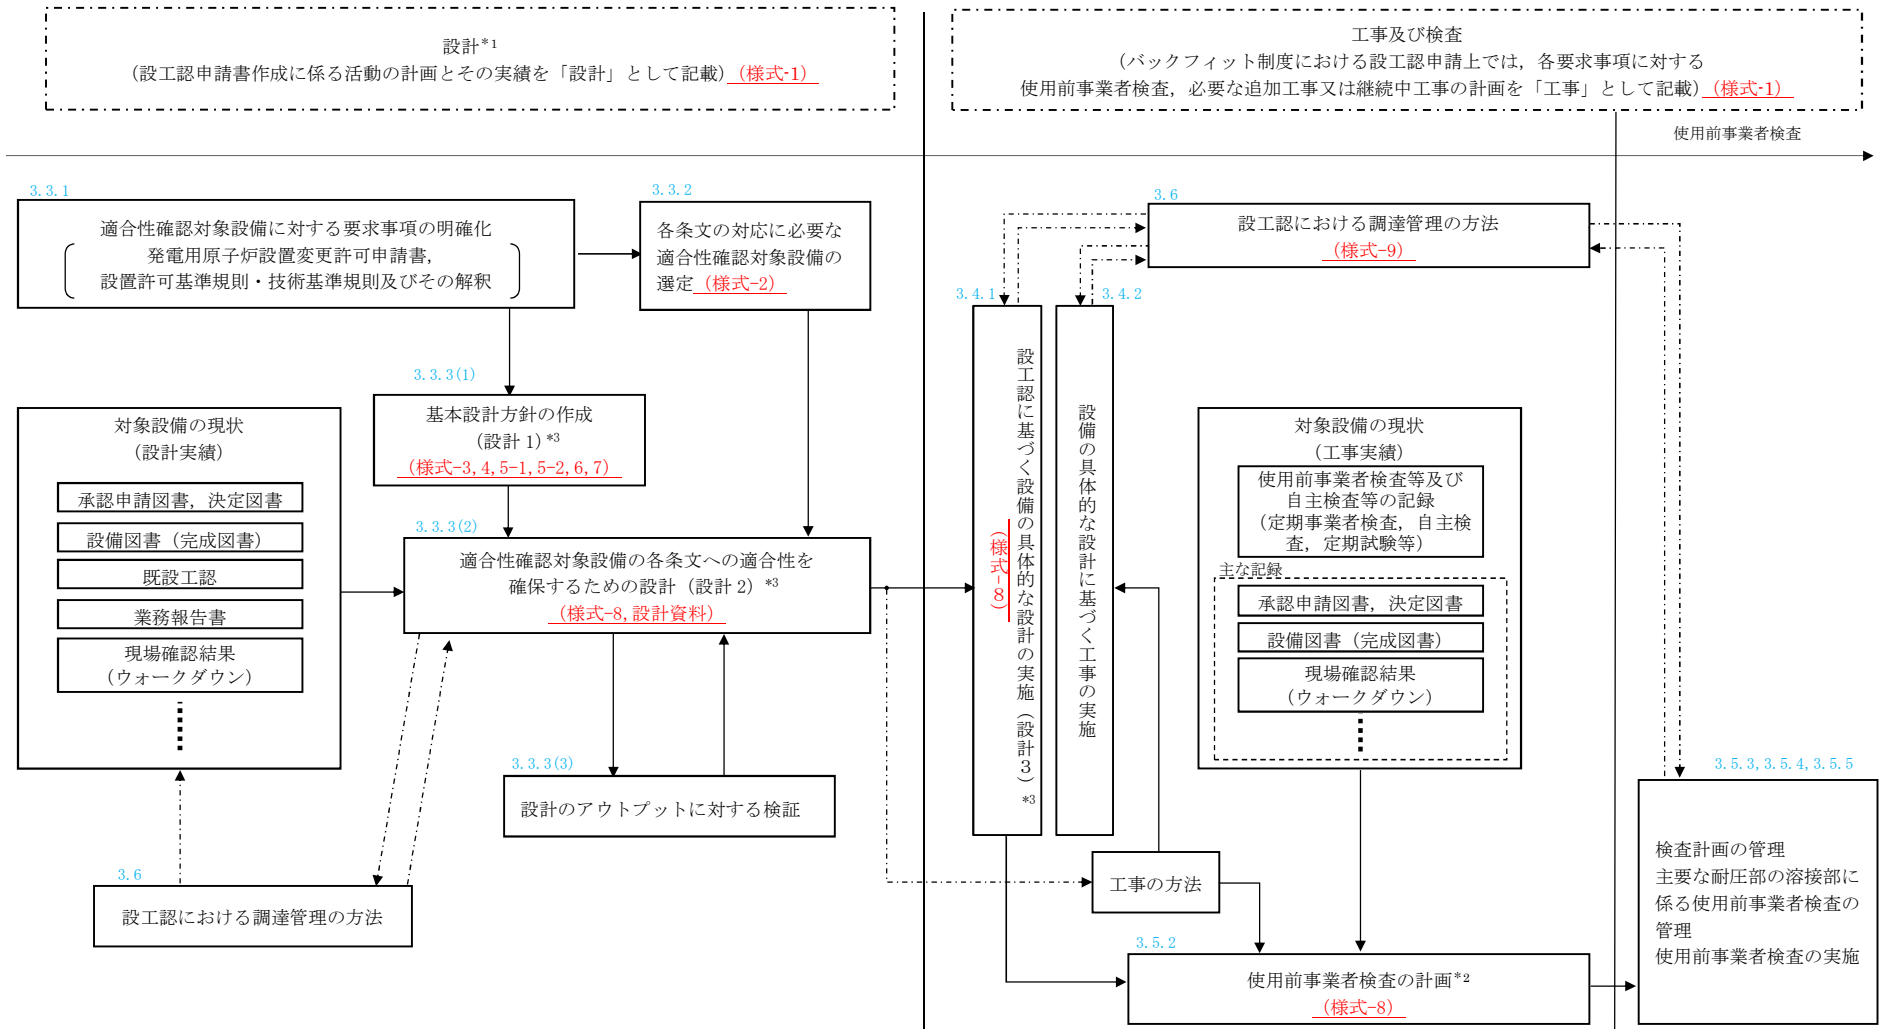 設計*1
(設工認申請書作成に係る活動の計画とその実績を「設計」として記載)(様式-1)
工事及び検査
(バックフィット制度における設工認申請上では，各要求事項に対する
使用前事業者検査，必要な追加工事又は継続中工事の計画を「工事」として記載)(様式-1)
使用前事業者検査
3.3.1
適合性確認対象設備に対する要求事項の明確化
発電用原子炉設置変更許可申請書，
設置許可基準規則・技術基準規則及びその解釈
3.3.2
各条文の対応に必要な
適合性確認対象設備の
選定(様式-2)
3.3.3(1)
基本設計方針の作成
(設計1)*3
(様式-3,4,5-1,5-2,6,7)
対象設備の現状
(設計実績)
承認申請図書，決定図書
設備図書（完成図書）
既設工認
業務報告書
現場確認結果
(ウォークダウン)
3.3.3(2)
適合性確認対象設備の各条文への適合性を
確保するための設計（設計2）*3
(様式-8,設計資料)
3.3.3(3)
設計のアウトプットに対する検証
3.6
設工認における調達管理の方法
3.6
設工認における調達管理の方法
(様式-9)
3.4.1
設工認に基づく設備の具体的な設計の実施（設計3）*3
(様式-8)
3.4.2
設備の具体的な設計に基づく工事の実施
対象設備の現状
(工事実績)
使用前事業者検査等及び
自主検査等の記録
(定期事業者検査，自主検
査，定期試験等)
主な記録
承認申請図書，決定図書
設備図書（完成図書）
現場確認結果
(ウォークダウン)
工事の方法
3.5.2
使用前事業者検査の計画*2
(様式-8)
3.5.3,3.5.4,3.5.5
検査計画の管理
主要な耐圧部の溶接部に
係る使用前事業者検査の
管理
使用前事業者検査の実施